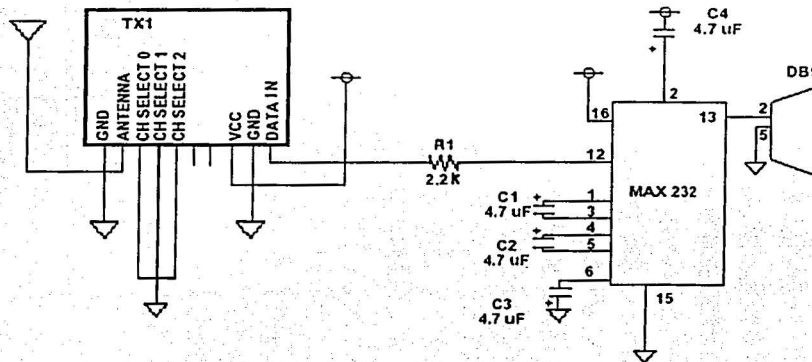 TX1
GND
ANTENNA
CH SELECT 0
CH SELECT 1
CH SELECT 2
VCC
GND
DATA IN
R1
2.2K
C4
4.7 uF
2
16
13
12
MAX 232
C1
4.7 uF
+
1
3
C2
4.7 uF
+
4
5
C3
4.7 uF
+
6
15
+
DB9
2
5